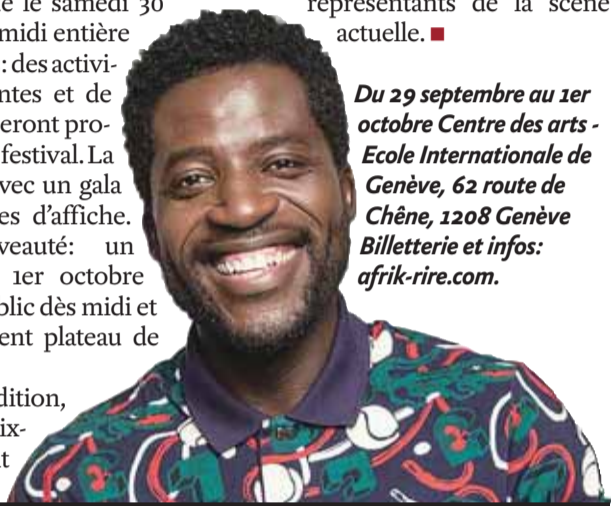 e le samedi 30
midi entière
: des activi-
ntes et de
eront pro-
festival. La
vec un gala
es d'affiche.
veauté: un
1er octobre
blic dès midi et
ent plateau de
dition,
ix-
t
représentants de la scène
actuelle.
Du 29 septembre au 1er
octobre Centre des arts -
Ecole Internationale de
Genève, 62 route de
Chêne, 1208 Genève
Billetterie et infos:
afrik-rire.com.